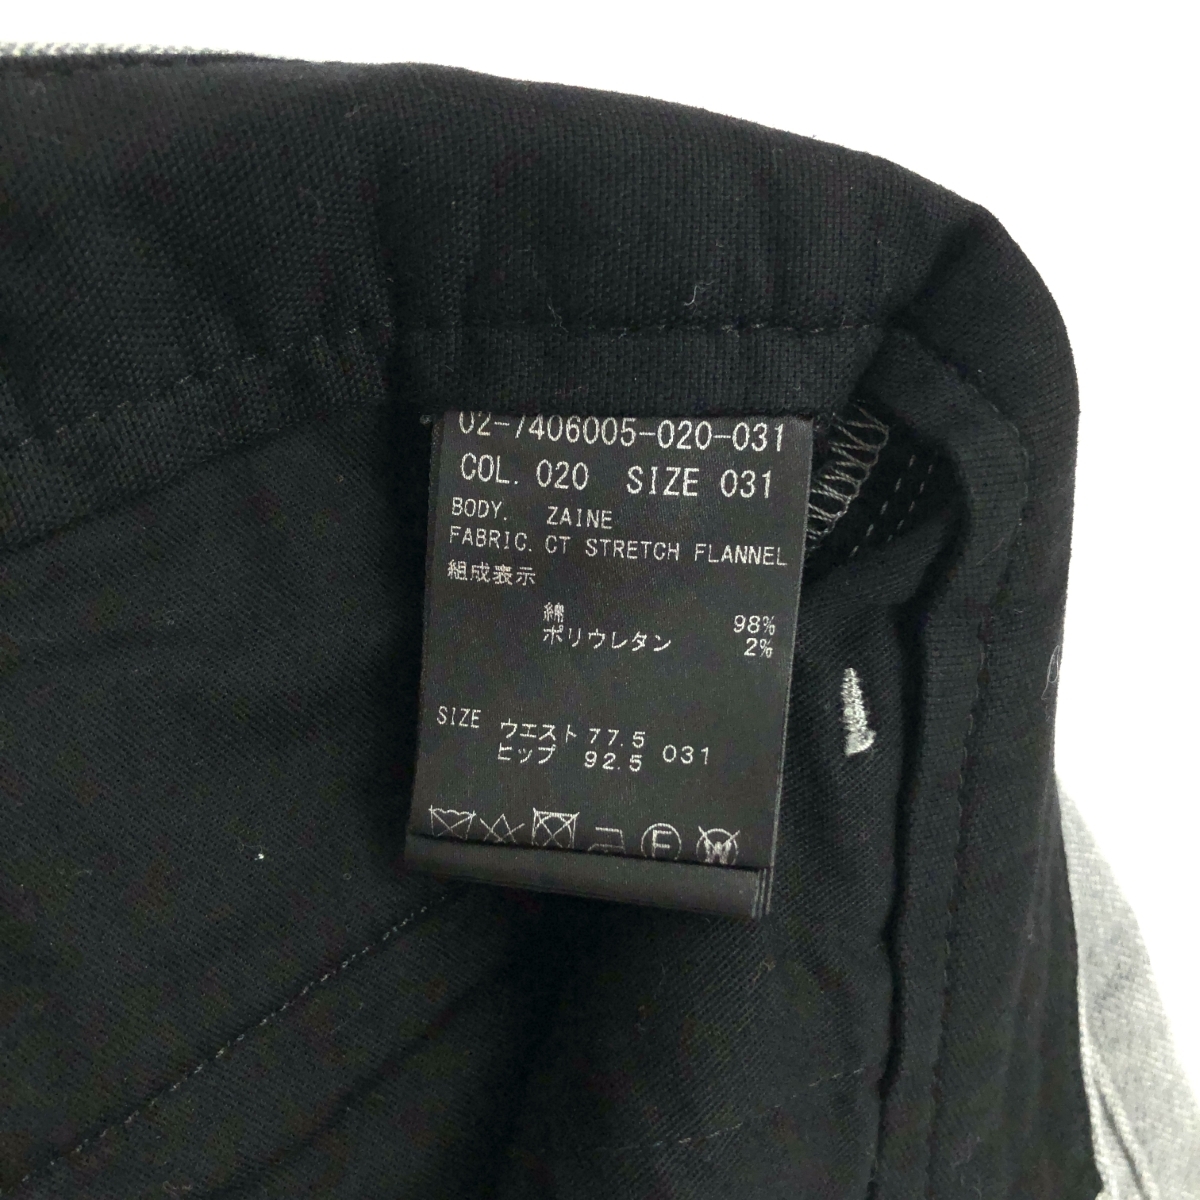 02-7406005-020-031
COL. 020 SIZE 031
BODY. ZAINE
FABRIC. CT STRETCH FLANNEL
組成表示
綿 98%
ポリウレタン 2%
SIZE ウエスト 77.5 031
ヒップ 92.5
F
W